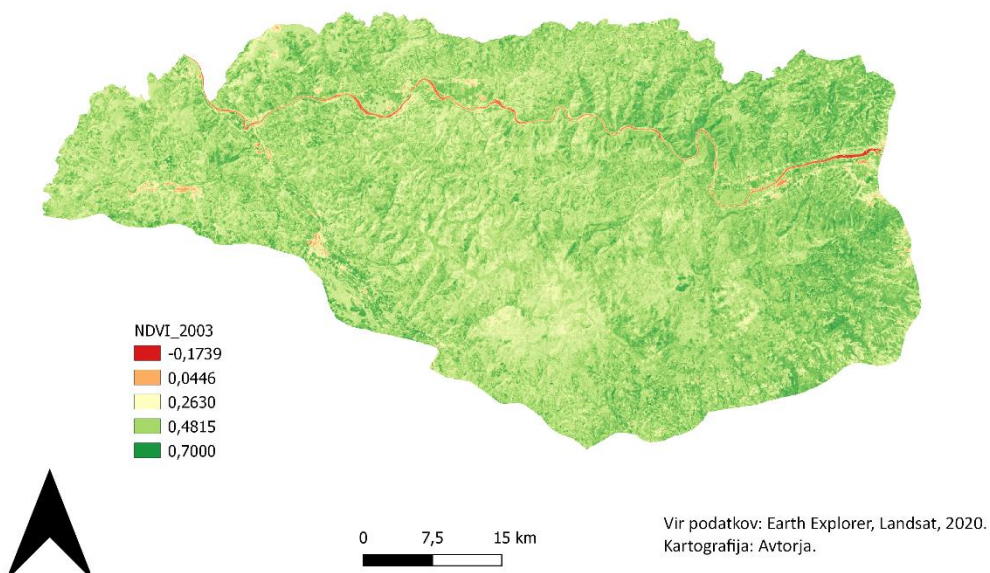 NDVI_2003
-0,1739
0,0446
0,2630
0,4815
0,7000
0 7,5 15 km
Vir podatkov: Earth Explorer, Landsat, 2020.
Kartografija: Avtorja.